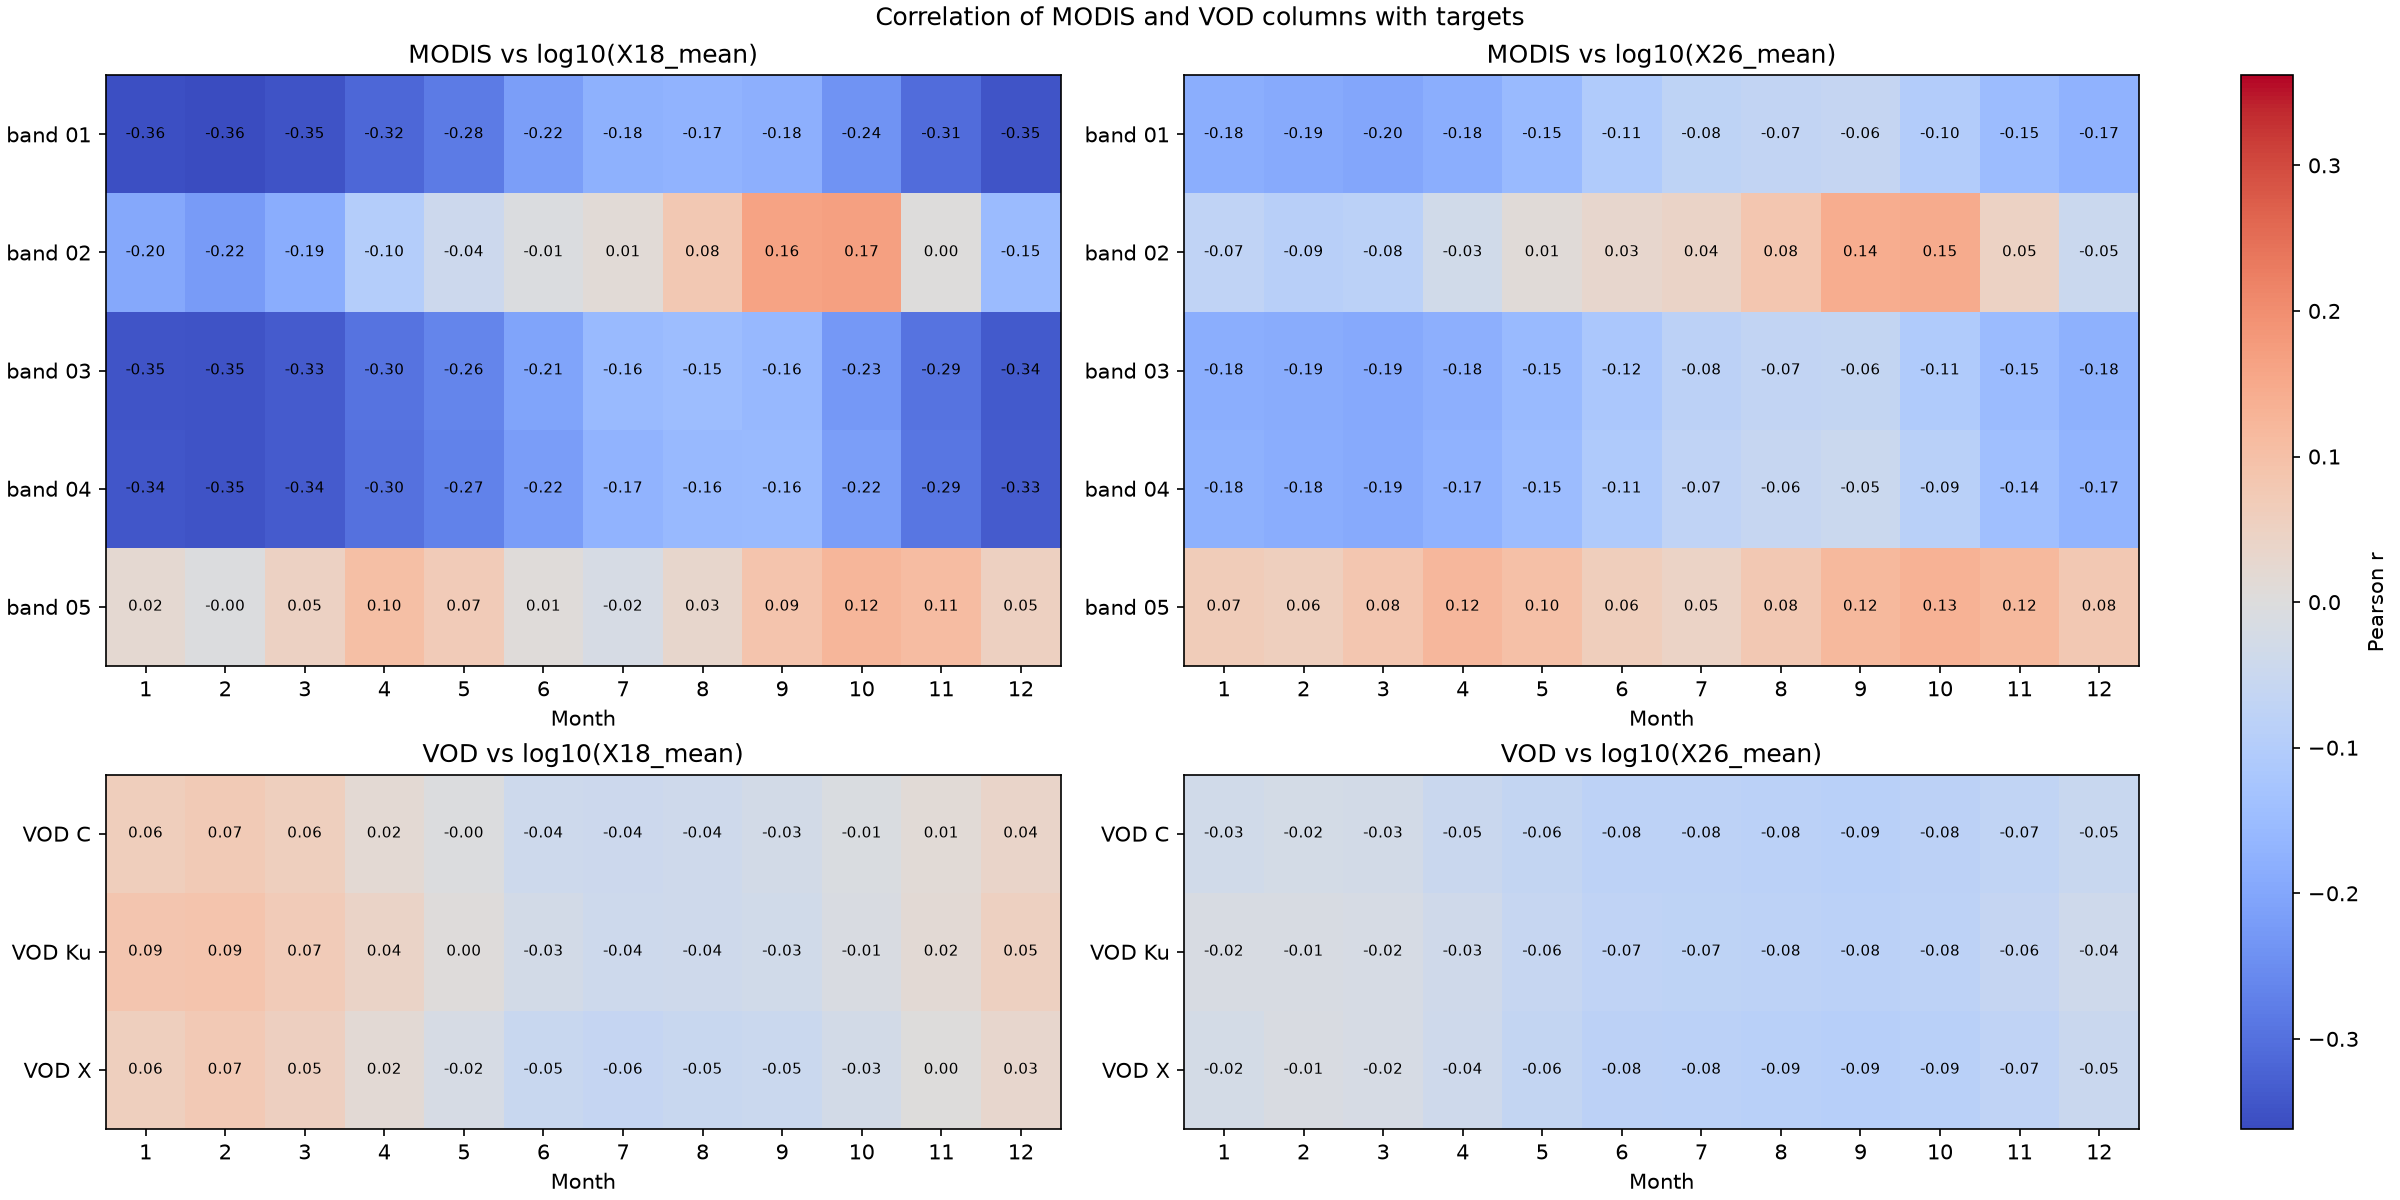 Correlation of MODIS and VOD columns with targets
MODIS vs log10(X18_mean)
band 01 -0.36 -0.36 -0.35 -0.32 -0.28 -0.22 -0.18 -0.17 -0.18 -0.24 -0.31 -0.35
band 02 -0.20 -0.22 -0.19 -0.10 -0.04 -0.01 0.01 0.08 0.16 0.17 0.00 -0.15
band 03 -0.35 -0.35 -0.33 -0.30 -0.26 -0.21 -0.16 -0.15 -0.16 -0.23 -0.29 -0.34
band 04 -0.34 -0.35 -0.34 -0.30 -0.27 -0.22 -0.17 -0.16 -0.16 -0.22 -0.29 -0.33
band 05 0.02 -0.00 0.05 0.10 0.07 0.01 -0.02 0.03 0.09 0.12 0.11 0.05
1 2 3 4 5 6 7 8 9 10 11 12
Month
MODIS vs log10(X26_mean)
band 01 -0.18 -0.19 -0.20 -0.18 -0.15 -0.11 -0.08 -0.07 -0.06 -0.10 -0.15 -0.17
band 02 -0.07 -0.09 -0.08 -0.03 0.01 0.03 0.04 0.08 0.14 0.15 0.05 -0.05
band 03 -0.18 -0.19 -0.19 -0.18 -0.15 -0.12 -0.08 -0.07 -0.06 -0.11 -0.15 -0.18
band 04 -0.18 -0.18 -0.19 -0.17 -0.15 -0.11 -0.07 -0.06 -0.05 -0.09 -0.14 -0.17
band 05 0.07 0.06 0.08 0.12 0.10 0.06 0.05 0.08 0.12 0.13 0.12 0.08
1 2 3 4 5 6 7 8 9 10 11 12
Month
VOD vs log10(X18_mean)
VOD C 0.06 0.07 0.06 0.02 -0.00 -0.04 -0.04 -0.04 -0.03 -0.01 0.01 0.04
VOD Ku 0.09 0.09 0.07 0.04 0.00 -0.03 -0.04 -0.04 -0.03 -0.01 0.02 0.05
VOD X 0.06 0.07 0.05 0.02 -0.02 -0.05 -0.06 -0.05 -0.05 -0.03 0.00 0.03
1 2 3 4 5 6 7 8 9 10 11 12
Month
VOD vs log10(X26_mean)
VOD C -0.03 -0.02 -0.03 -0.05 -0.06 -0.08 -0.08 -0.08 -0.09 -0.08 -0.07 -0.05
VOD Ku -0.02 -0.01 -0.02 -0.03 -0.06 -0.07 -0.07 -0.08 -0.08 -0.08 -0.06 -0.04
VOD X -0.02 -0.01 -0.02 -0.04 -0.06 -0.08 -0.08 -0.09 -0.09 -0.09 -0.07 -0.05
1 2 3 4 5 6 7 8 9 10 11 12
Month
0.3
0.2
0.1
0.0
−0.1
−0.2
−0.3
Pearson r